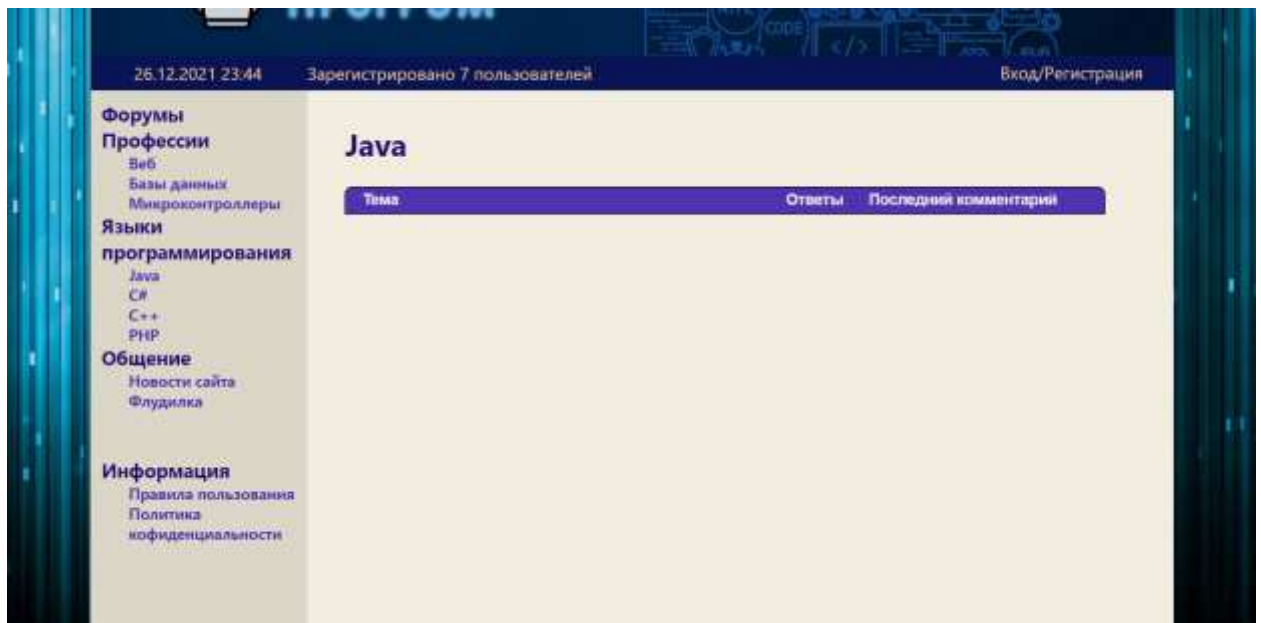 CODE
</>
26.12.2021 23:44 Зарегистрировано 7 пользователей Вход/Регистрация
Форумы
Профессии
Веб
Базы данных
Микроконтроллеры
Языки
программирования
Java
C#
C++
PHP
Общение
Новости сайта
Флудилка
Информация
Правила пользования
Политика
кофиденциальности
Java
Тема Ответы Последний комментарий